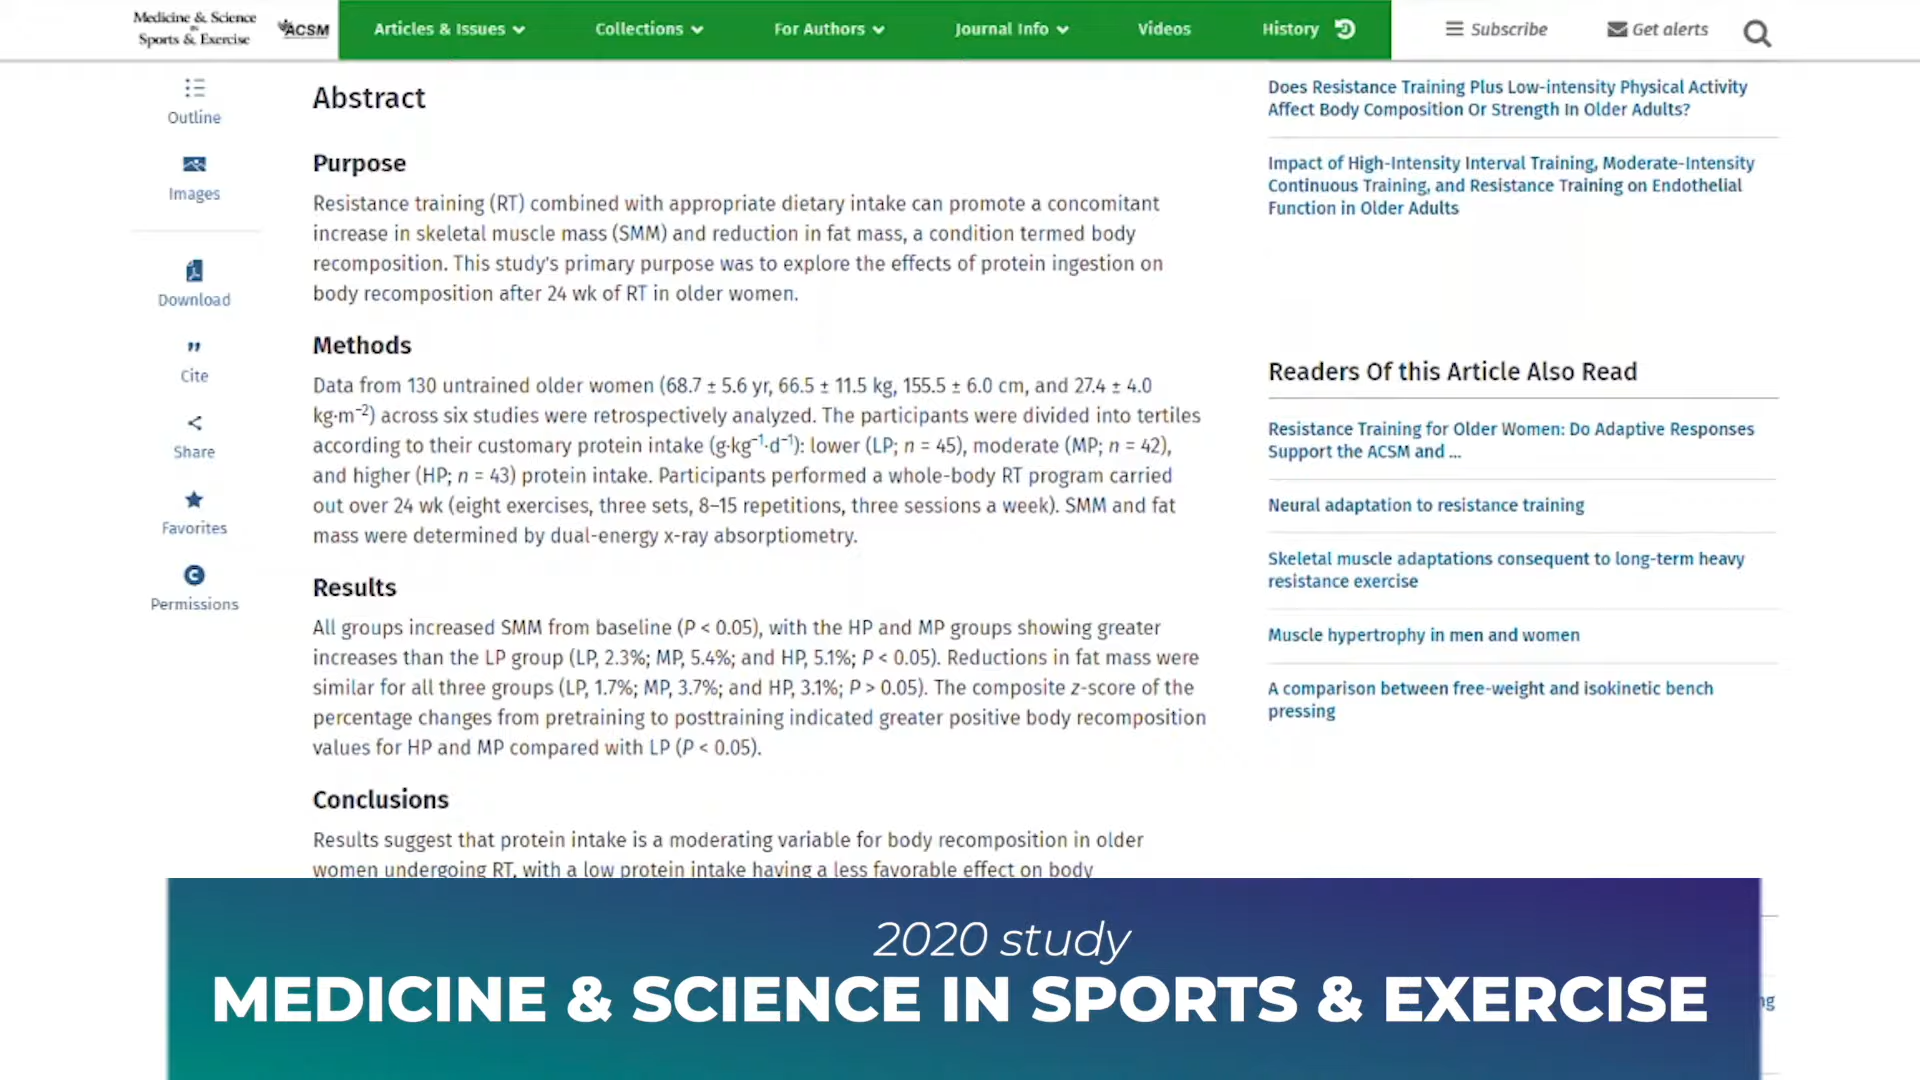 Medicine & Science
in
Sports & Exercise
ACSM
Articles & Issues
Collections
For Authors
Journal Info
Videos
History
Subscribe
Get alerts
Outline
Images
Download
Cite
Share
Favorites
Permissions
Abstract
Purpose
Resistance training (RT) combined with appropriate dietary intake can promote a concomitant
increase in skeletal muscle mass (SMM) and reduction in fat mass, a condition termed body
recomposition. This study's primary purpose was to explore the effects of protein ingestion on
body recomposition after 24 wk of RT in older women.
Methods
Data from 130 untrained older women (68.7 ± 5.6 yr, 66.5 ± 11.5 kg, 155.5 ± 6.0 cm, and 27.4 ± 4.0
kg·m⁻²) across six studies were retrospectively analyzed. The participants were divided into tertiles
according to their customary protein intake (g·kg⁻¹·d⁻¹): lower (LP; n = 45), moderate (MP; n = 42),
and higher (HP; n = 43) protein intake. Participants performed a whole-body RT program carried
out over 24 wk (eight exercises, three sets, 8–15 repetitions, three sessions a week). SMM and fat
mass were determined by dual-energy x-ray absorptiometry.
Results
All groups increased SMM from baseline (P < 0.05), with the HP and MP groups showing greater
increases than the LP group (LP, 2.3%; MP, 5.4%; and HP, 5.1%; P < 0.05). Reductions in fat mass were
similar for all three groups (LP, 1.7%; MP, 3.7%; and HP, 3.1%; P > 0.05). The composite z-score of the
percentage changes from pretraining to posttraining indicated greater positive body recomposition
values for HP and MP compared with LP (P < 0.05).
Conclusions
Results suggest that protein intake is a moderating variable for body recomposition in older
women undergoing RT, with a low protein intake having a less favorable effect on body
Does Resistance Training Plus Low-intensity Physical Activity
Affect Body Composition Or Strength In Older Adults?
Impact of High-Intensity Interval Training, Moderate-Intensity
Continuous Training, and Resistance Training on Endothelial
Function in Older Adults
Readers Of this Article Also Read
Resistance Training for Older Women: Do Adaptive Responses
Support the ACSM and ...
Neural adaptation to resistance training
Skeletal muscle adaptations consequent to long-term heavy
resistance exercise
Muscle hypertrophy in men and women
A comparison between free-weight and isokinetic bench
pressing
2020 study
MEDICINE & SCIENCE IN SPORTS & EXERCISE